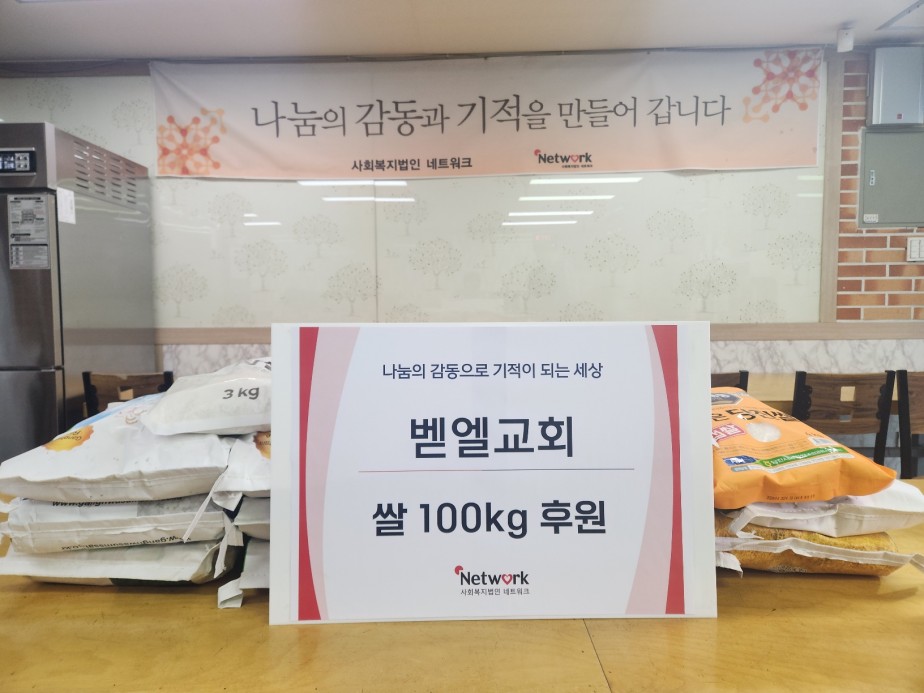 나눔의 감동과 기적을 만들어 갑니다
사회복지법인 네트워크
Network
3 kg
나눔의 감동으로 기적이 되는 세상
벧엘교회
쌀 100kg 후원
Network
사회복지법인 네트워크